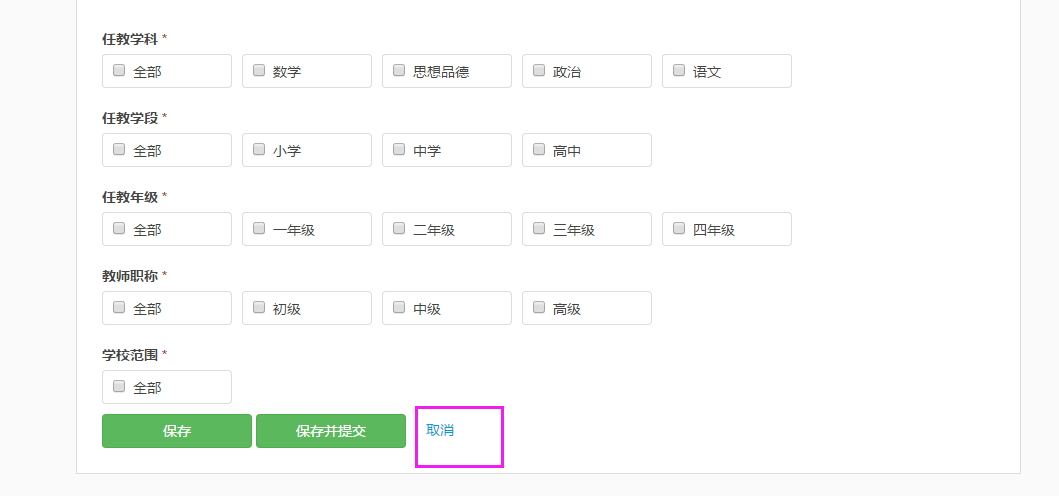 任教学科 *
全部 数学 思想品德 政治 语文
任教学段 *
全部 小学 中学 高中
任教年级 *
全部 一年级 二年级 三年级 四年级
教师职称 *
全部 初级 中级 高级
学校范围 *
全部
保存 保存并提交 取消